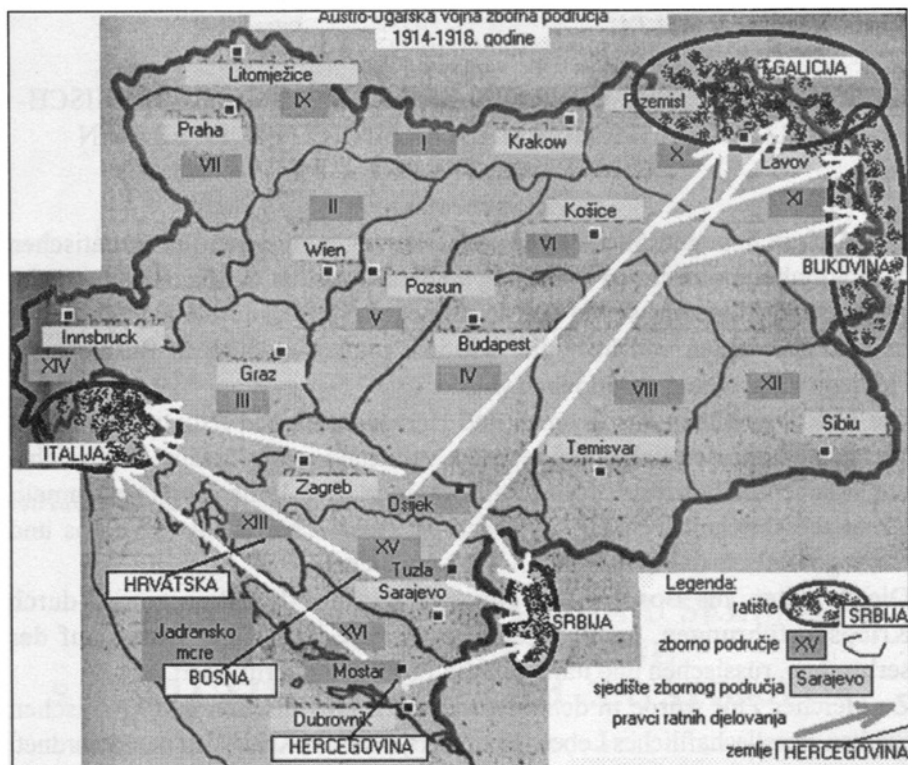 Austro-Ugarska vojna zborna područja
1914-1918. godine
Litomježice
IX
Praha
VII
I
Krakow
GALICIJA
Przemisl
X
Lavov
XI
II
Košice
VI
Wien
BUKOVINA
Pozsun
V
Innsbruck
XIV
Budapest
IV
Graz
III
VIII
XII
ITALIJA
Sibiu
Temisvar
Zagreb
Osijek
XIII
XV
HRVATSKA
Tuzla
Sarajevo
Jadransko
more
XVI
SRBIJA
BOSNA
Mostar
Dubrovnik
HERCEGOVINA
Legenda:
ratište
SRBIJA
zborno područje XV
sjedište zbornog područja Sarajevo
pravci ratnih djelovanja
zemlje HERCEGOVINA